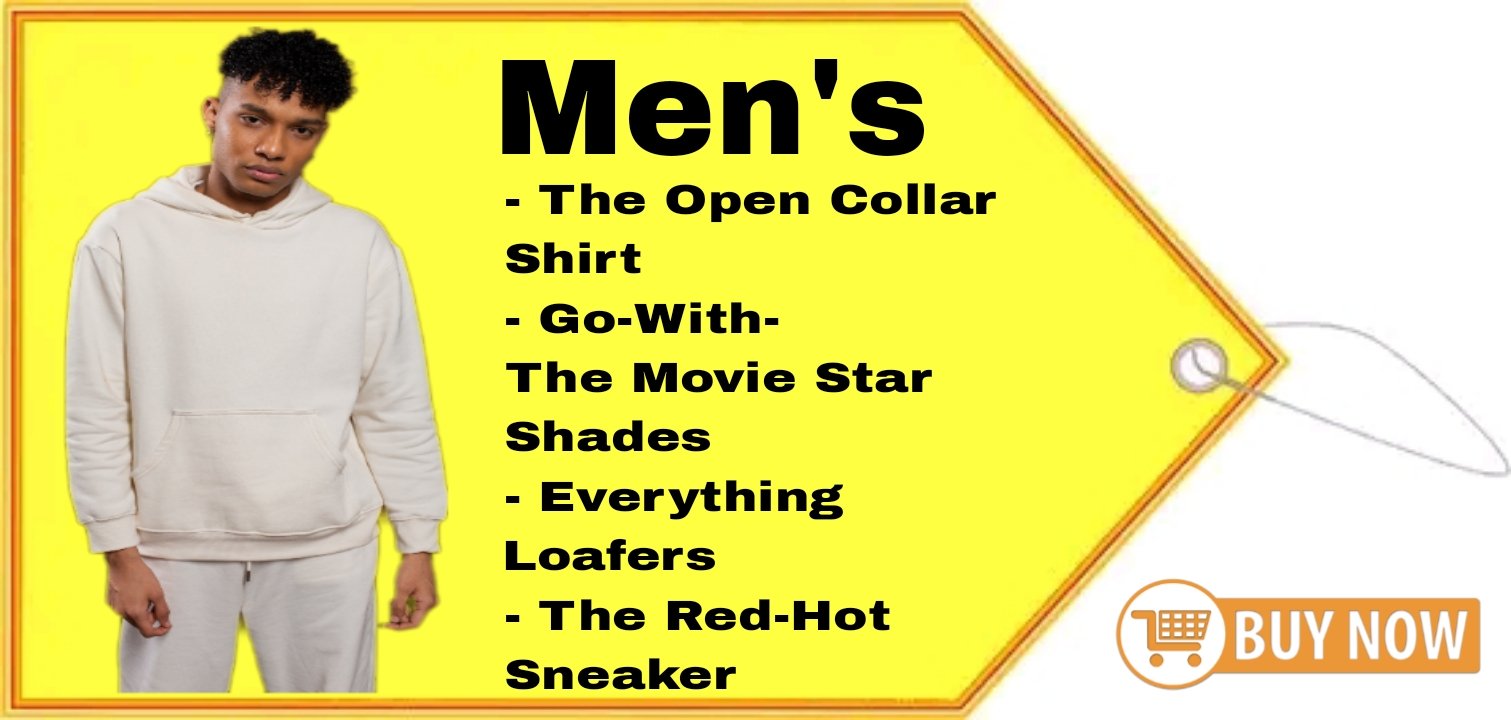 Men's
- The Open Collar
Shirt
- Go-With-
The Movie Star
Shades
- Everything
Loafers
- The Red-Hot
Sneaker
BUY NOW